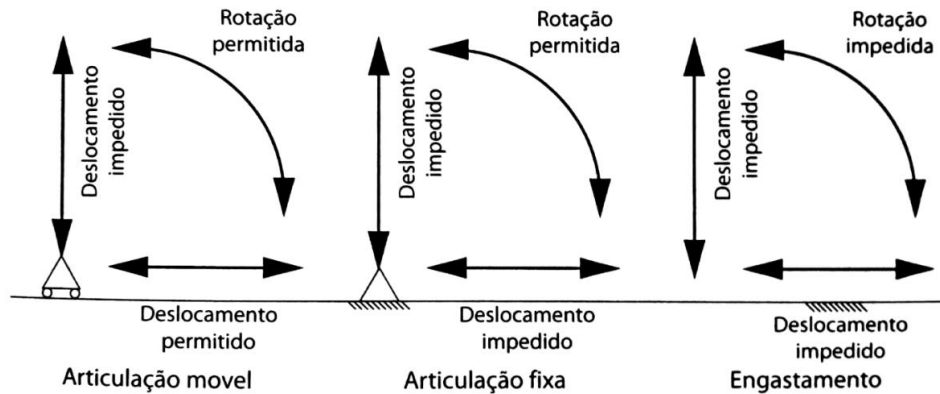 Rotação
permitida
Deslocamento
impedido
Deslocamento
permitido
Articulação movel
Rotação
permitida
Deslocamento
impedido
Deslocamento
impedido
Articulação fixa
Rotação
impedida
Deslocamento
impedido
Deslocamento
impedido
Engastamento